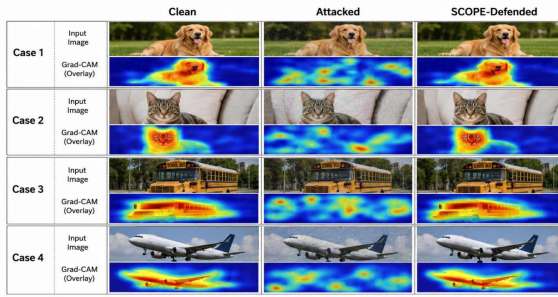 Clean Attacked SCOPE-Defended
Case 1
Input
Image
Grad-CAM
(Overlay)
Case 2
Input
Image
Grad-CAM
(Overlay)
Case 3
Input
Image
Grad-CAM
(Overlay)
Case 4
Input
Image
Grad-CAM
(Overlay)